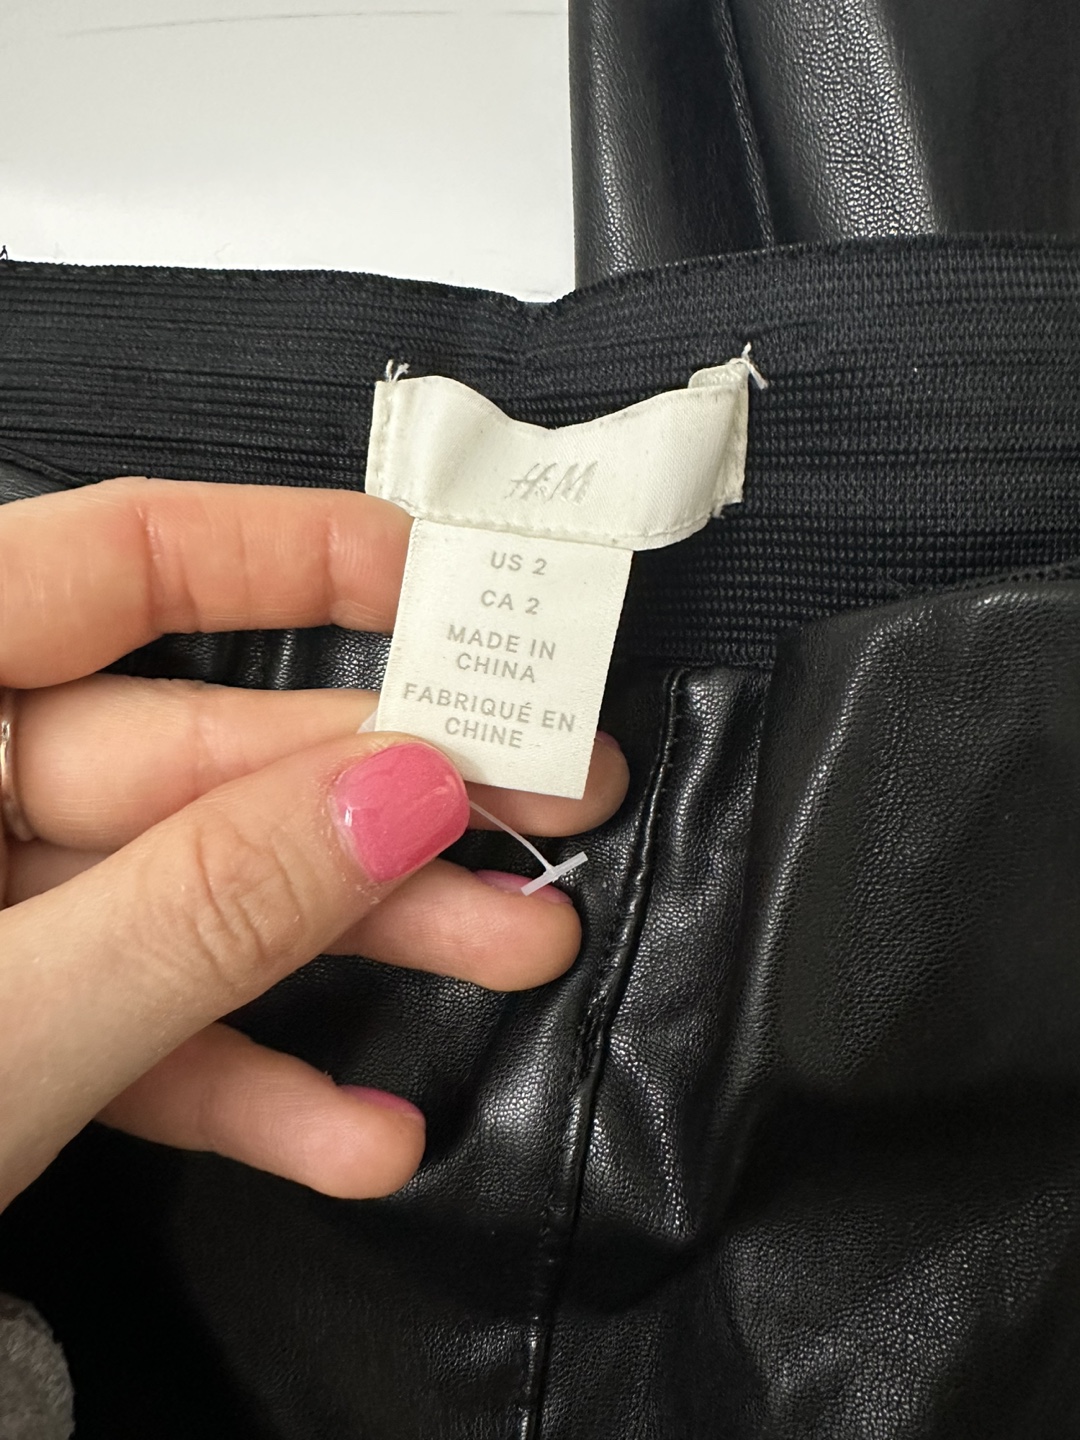 H&M
US 2
CA 2
MADE IN
CHINA
FABRIQUÉ EN
CHINE